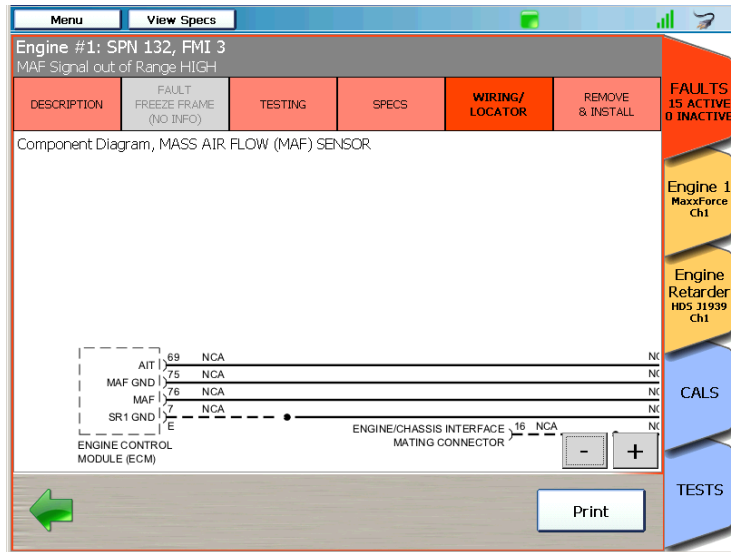 Menu
View Specs
Engine #1: SPN 132, FMI 3
MAF Signal out of Range HIGH
DESCRIPTION
FAULT
FREEZE FRAME
(NO INFO)
TESTING
SPECS
WIRING/
LOCATOR
REMOVE
& INSTALL
FAULTS
15 ACTIVE
0 INACTIVE
Component Diagram, MASS AIR FLOW (MAF) SENSOR
Engine 1
MaxxForce
Ch1
Engine
Retarder
HDS J1939
Ch1
CALS
TESTS
AIT 69 NCA
MAF GND 75 NCA
MAF 76 NCA
SR1 GND 7 NCA
E
ENGINE CONTROL
MODULE (ECM)
ENGINE/CHASSIS INTERFACE 16 NCA
MATING CONNECTOR
- +
Print